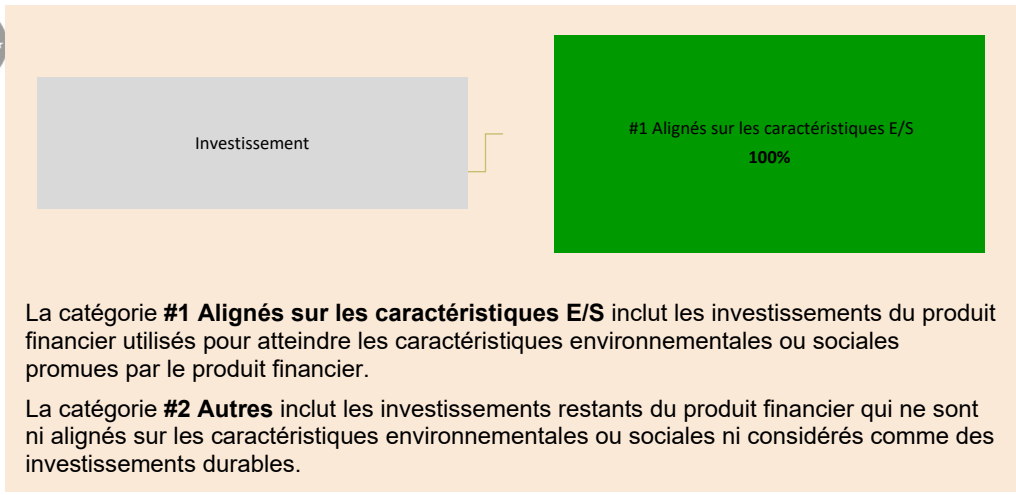 Investissement
#1 Alignés sur les caractéristiques E/S
100%
La catégorie #1 Alignés sur les caractéristiques E/S inclut les investissements du produit
financier utilisés pour atteindre les caractéristiques environnementales ou sociales
promues par le produit financier.
La catégorie #2 Autres inclut les investissements restants du produit financier qui ne sont
ni alignés sur les caractéristiques environnementales ou sociales ni considérés comme des
investissements durables.